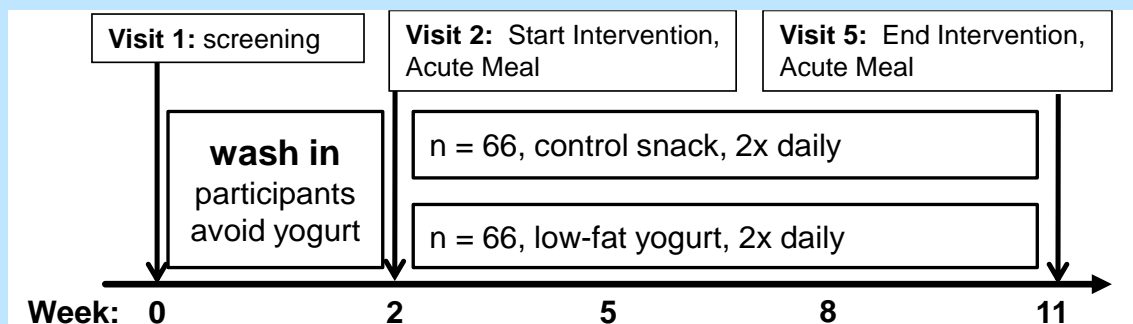 Visit 1: screening
Visit 2: Start Intervention,
Acute Meal
Visit 5: End Intervention,
Acute Meal
wash in
participants
avoid yogurt
n = 66, control snack, 2x daily
n = 66, low-fat yogurt, 2x daily
Week: 0 2 5 8 11